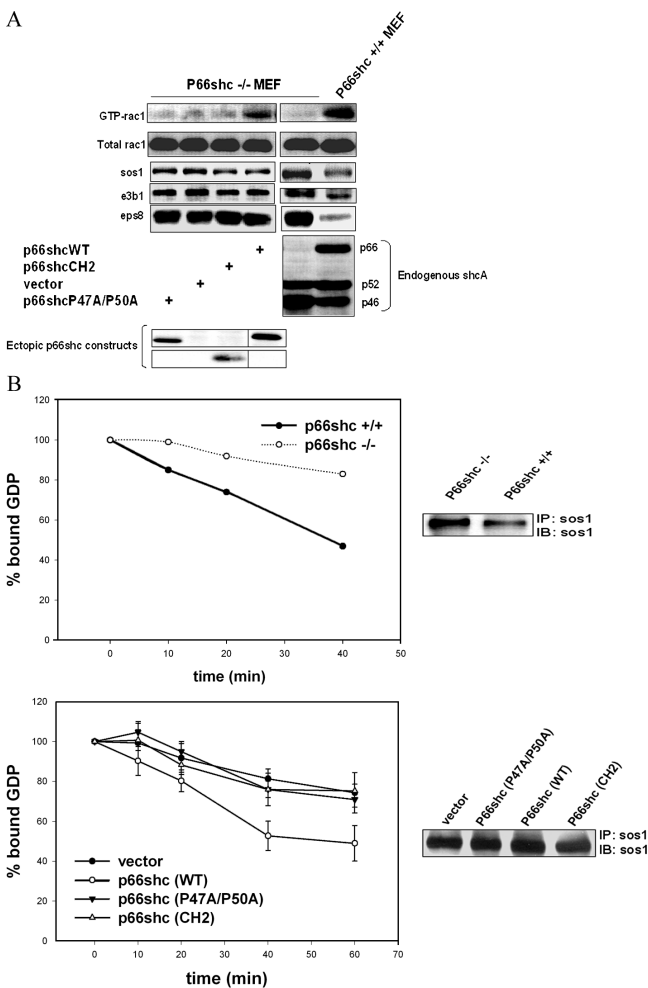 A
P66shc -/- MEF
P66shc +/+ MEF
GTP-rac1
Total rac1
sos1
e3b1
eps8
p66shcWT +
p66shcCH2 +
vector +
p66shcP47A/P50A +
p66
p52
p46
Endogenous shcA
Ectopic p66shc constructs
B
120
100
80
60
40
20
0
% bound GDP
p66shc +/+
p66shc -/-
0 10 20 30 40 50
time (min)
P66shc -/-
P66shc +/+
IP: sos1
IB: sos1
120
100
80
60
40
20
0
% bound GDP
vector
p66shc (WT)
p66shc (P47A/P50A)
p66shc (CH2)
0 10 20 30 40 50 60 70
time (min)
vector
P66shc (P47A/P50A)
P66shc (WT)
P66shc (CH2)
IP: sos1
IB: sos1